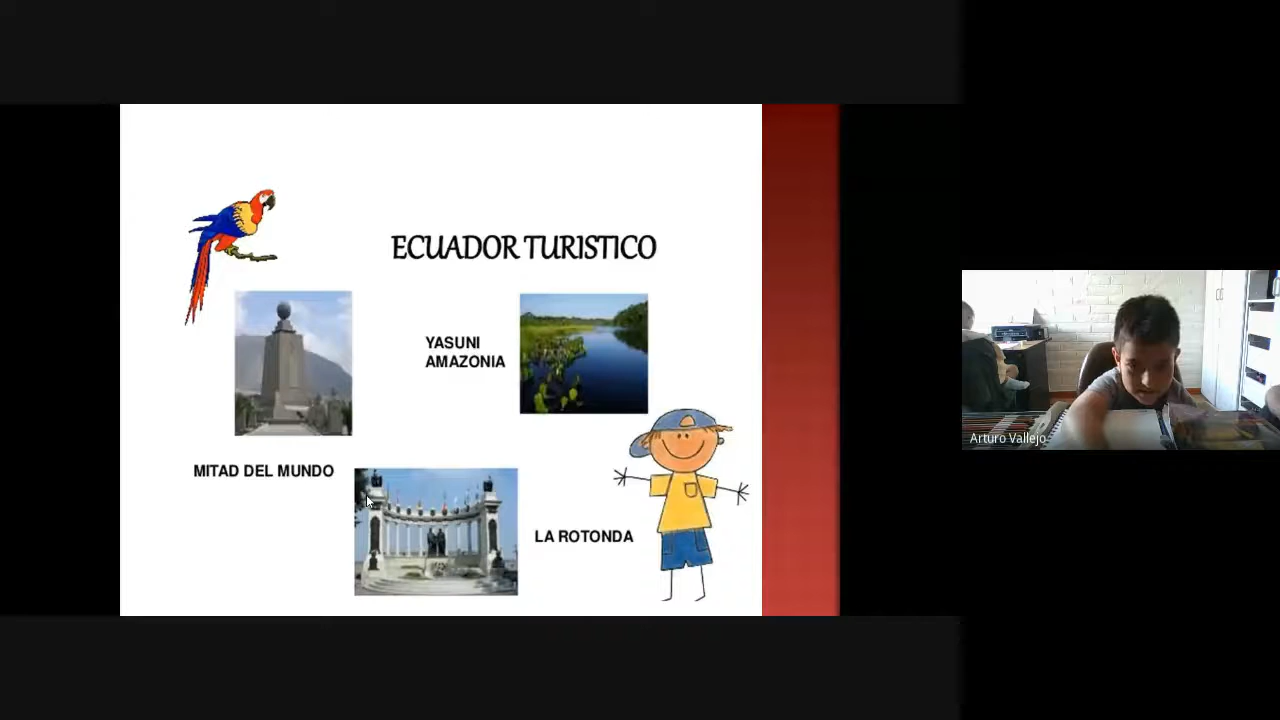 ECUADOR TURISTICO
YASUNI
AMAZONIA
MITAD DEL MUNDO
LA ROTONDA
Arturo Vallejo